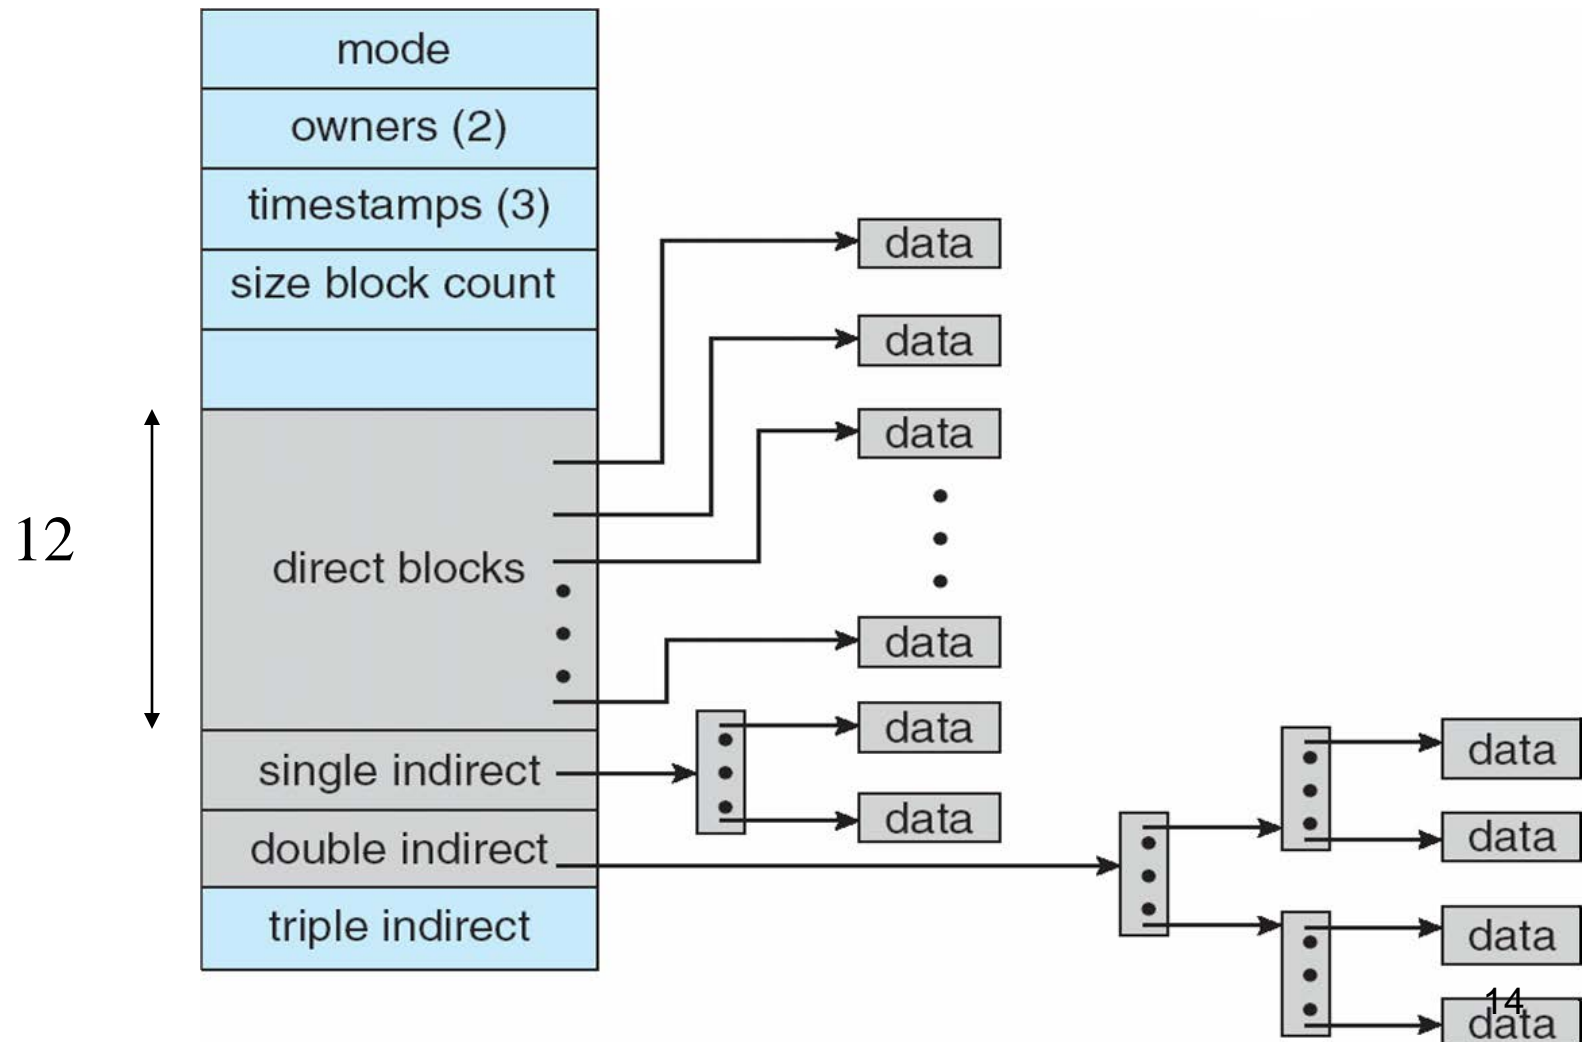 mode
owners (2)
timestamps (3)
size block count
12
direct blocks
single indirect
double indirect
triple indirect
data
data
data
data
data
data
data
data
data
data
14